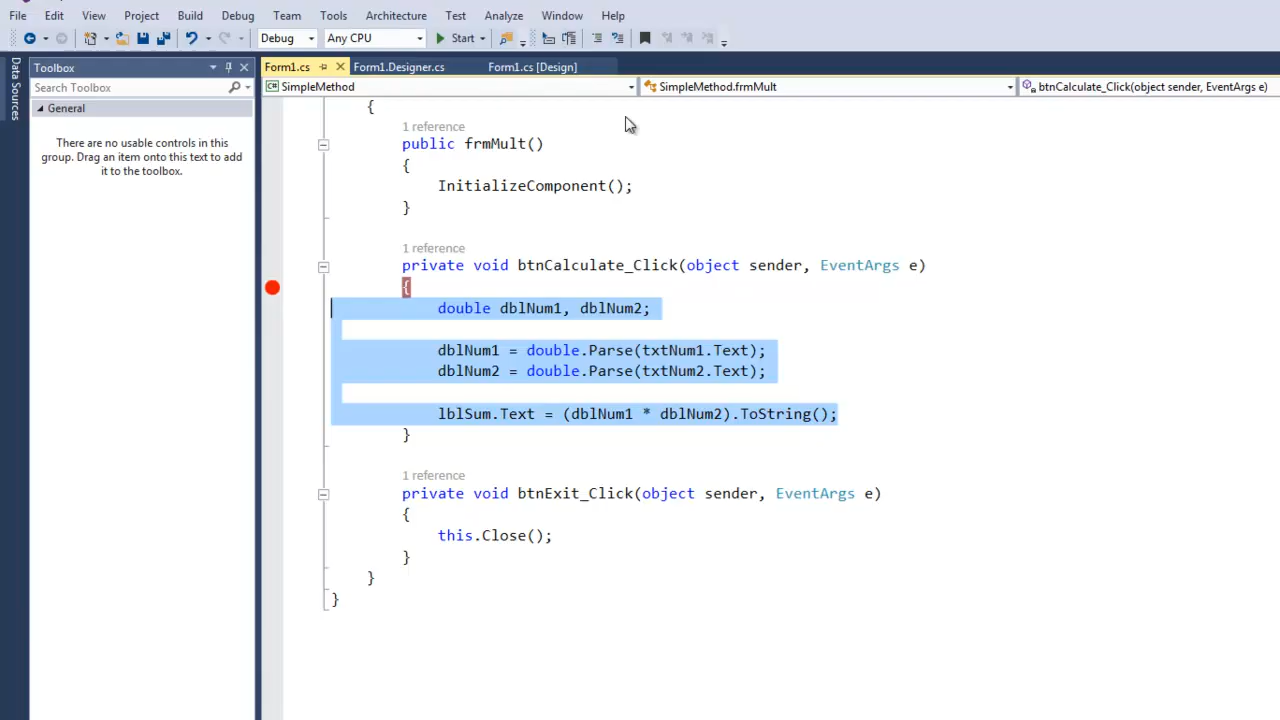 File Edit View Project Build Debug Team Tools Architecture Test Analyze Window Help
Debug Any CPU Start
Data Sources
Toolbox
Search Toolbox
General
There are no usable controls in this
group. Drag an item onto this text to add
it to the toolbox.
Form1.cs Form1.Designer.cs Form1.cs [Design]
SimpleMethod SimpleMethod.frmMult btnCalculate_Click(object sender, EventArgs e)
{
1 reference
public frmMult()
{
InitializeComponent();
}
1 reference
private void btnCalculate_Click(object sender, EventArgs e)
{
double dblNum1, dblNum2;
dblNum1 = double.Parse(txtNum1.Text);
dblNum2 = double.Parse(txtNum2.Text);
lblSum.Text = (dblNum1 * dblNum2).ToString();
}
1 reference
private void btnExit_Click(object sender, EventArgs e)
{
this.Close();
}
}
}